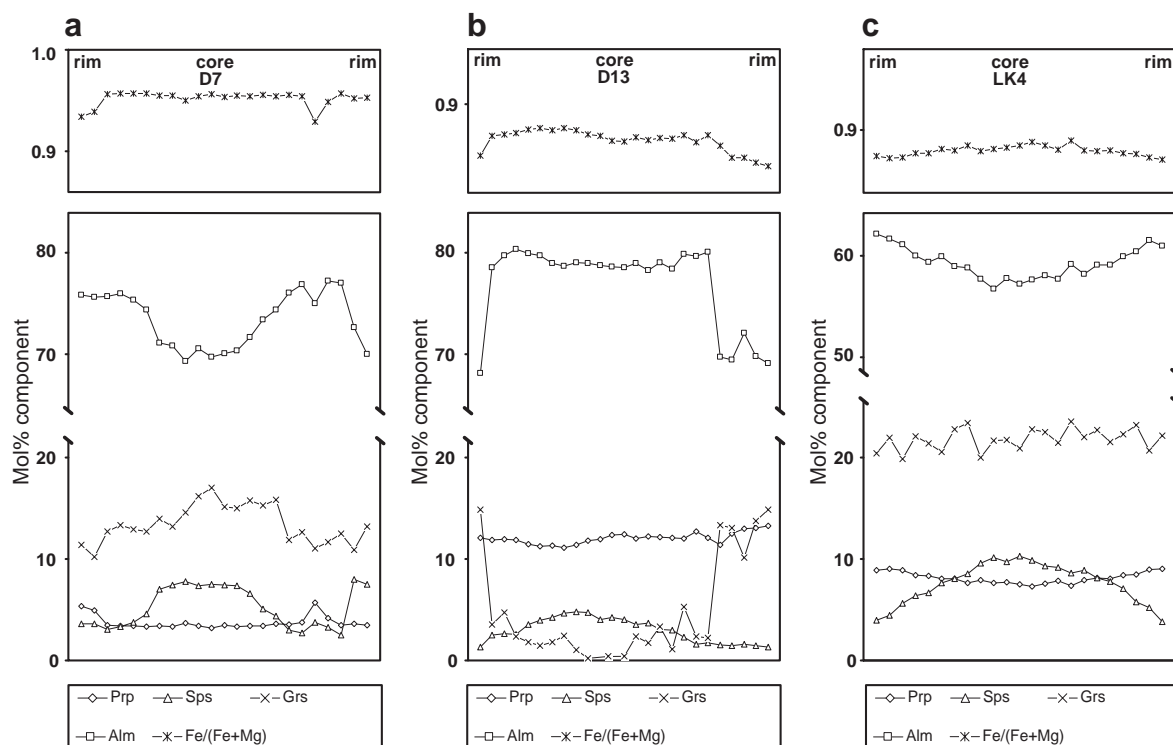 a
b
c
rim core rim
D7
rim core rim
D13
rim core rim
LK4
1.0
0.9
0.9
0.9
Mol% component
80
70
20
10
0
Mol% component
80
70
20
10
0
Mol% component
60
50
20
10
0
Prp Sps Grs
Alm Fe/(Fe+Mg)
Prp Sps Grs
Alm Fe/(Fe+Mg)
Prp Sps Grs
Alm Fe/(Fe+Mg)